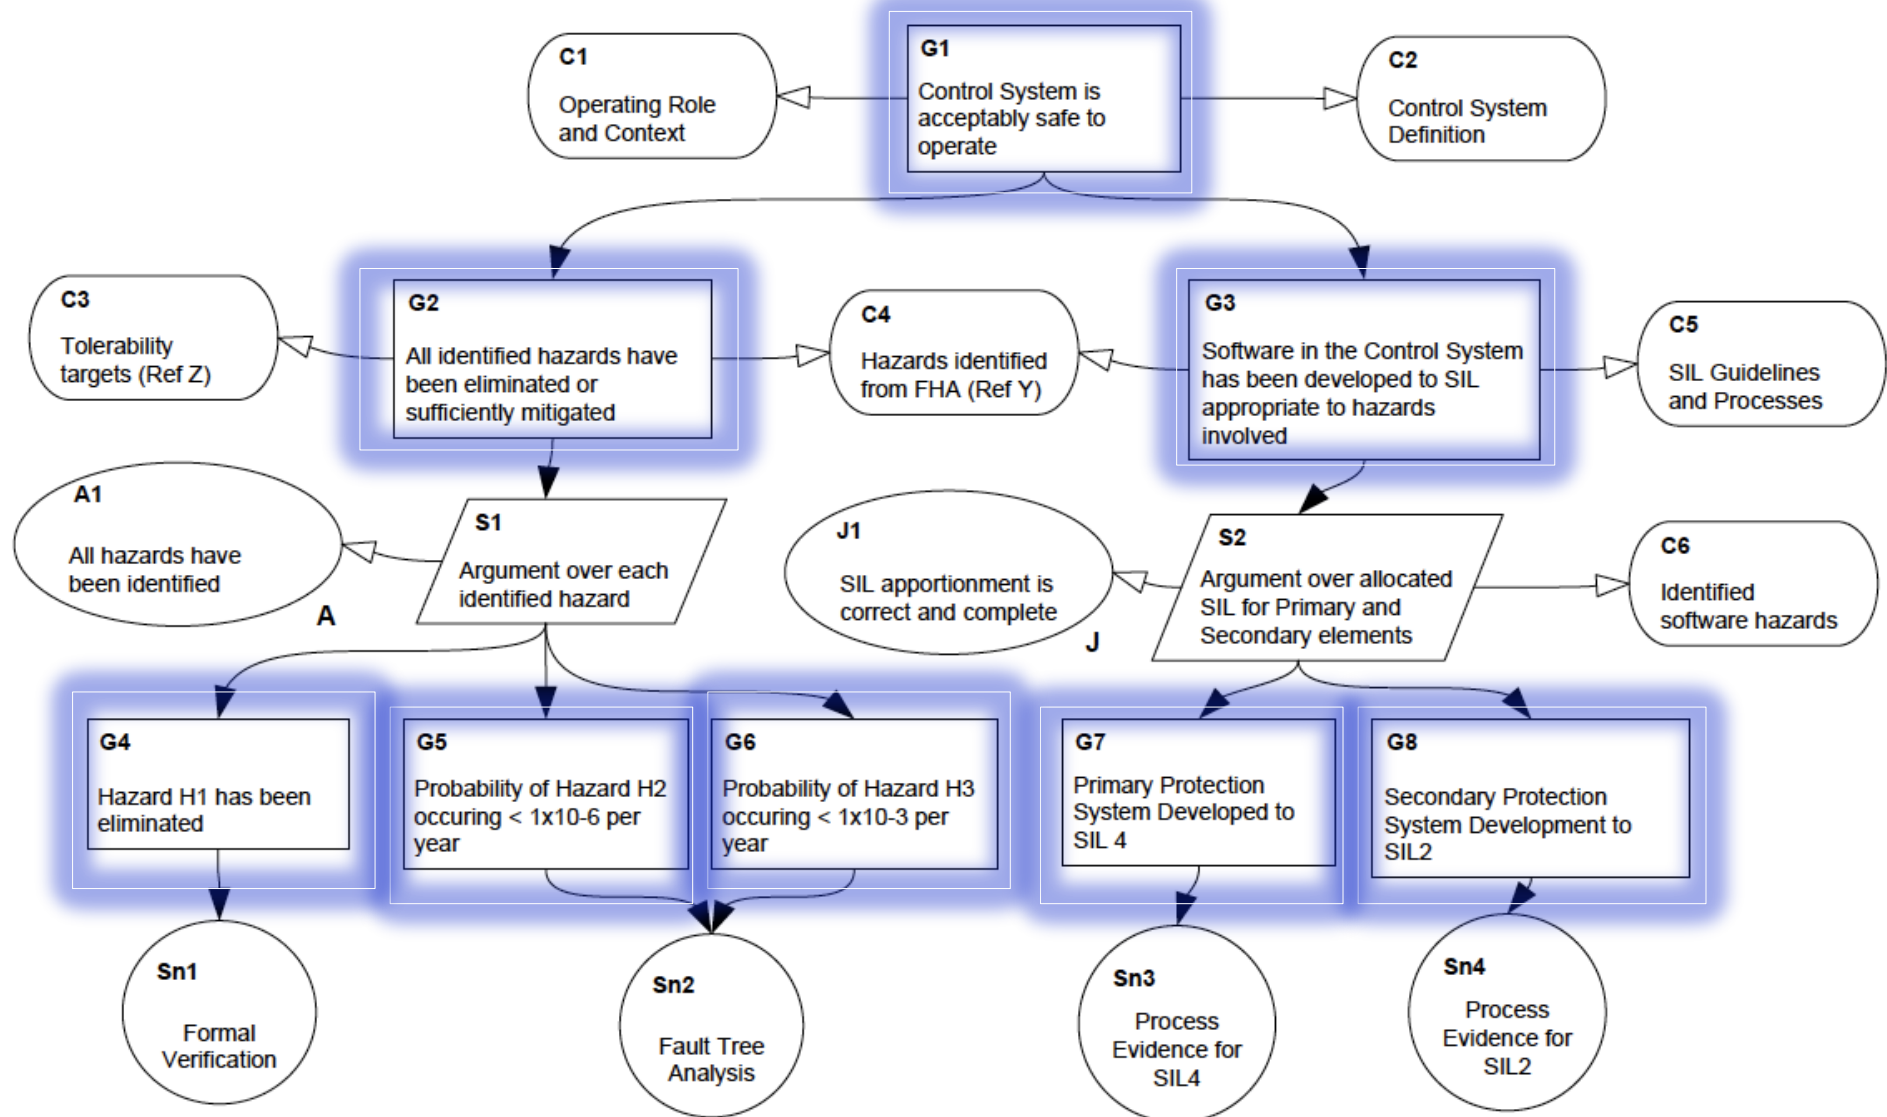 G1
Control System is
acceptably safe to
operate
C1
Operating Role
and Context
C2
Control System
Definition
C3
Tolerability
targets (Ref Z)
G2
All identified hazards have
been eliminated or
sufficiently mitigated
C4
Hazards identified
from FHA (Ref Y)
G3
Software in the Control System
has been developed to SIL
appropriate to hazards
involved
C5
SIL Guidelines
and Processes
A1
All hazards have
been identified
A
S1
Argument over each
identified hazard
J1
SIL apportionment is
correct and complete
J
S2
Argument over allocated
SIL for Primary and
Secondary elements
C6
Identified
software hazards
G4
Hazard H1 has been
eliminated
G5
Probability of Hazard H2
occuring < 1x10-6 per
year
G6
Probability of Hazard H3
occuring < 1x10-3 per
year
G7
Primary Protection
System Developed to
SIL 4
G8
Secondary Protection
System Development to
SIL2
Sn1
Formal
Verification
Sn2
Fault Tree
Analysis
Sn3
Process
Evidence for
SIL4
Sn4
Process
Evidence for
SIL2